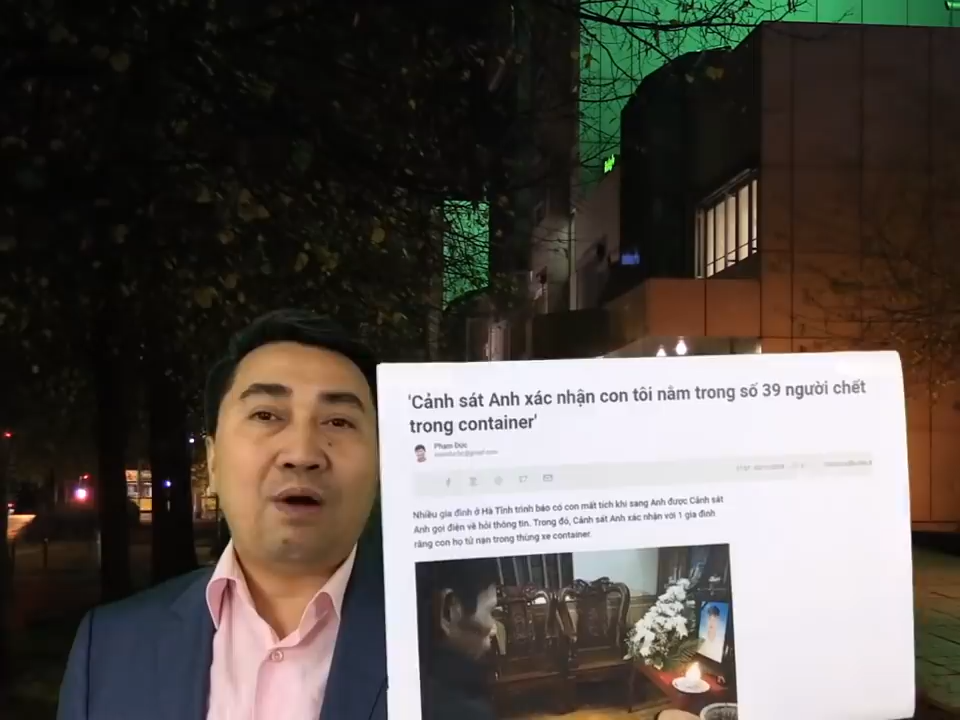 'Cảnh sát Anh xác nhận con tôi nằm trong số 39 người chết
trong container'
Phạm Đức
Nhiều gia đình ở Hà Tĩnh trình báo có con mất tích khi sang Anh được Cảnh sát
Anh gọi điện về hỏi thông tin. Trong đó, Cảnh sát Anh xác nhận với 1 gia đình
rằng con họ tử nạn trong thùng xe container.